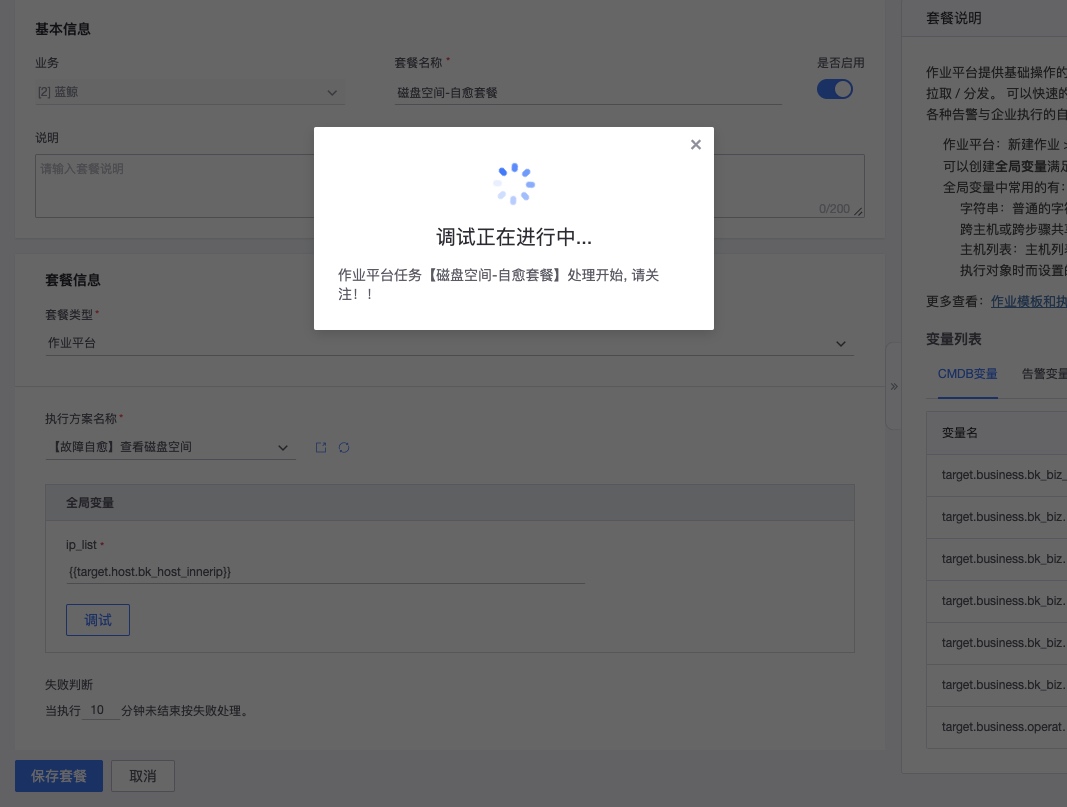 基本信息
业务
套餐名称 *
是否启用
[2] 蓝鲸
磁盘空间-自愈套餐
说明
请输入套餐说明
0/200
调试正在进行中...
作业平台任务【磁盘空间-自愈套餐】处理开始, 请关
注！！
套餐信息
套餐类型 *
作业平台
执行方案名称 *
【故障自愈】查看磁盘空间
全局变量
ip_list *
{{target.host.bk_host_innerip}}
调试
失败判断
当执行 10 分钟未结束按失败处理。
保存套餐
取消
套餐说明
作业平台提供基础操作的
拉取 / 分发。 可以快速的
各种告警与企业执行的自
作业平台：新建作业 >
可以创建全局变量满足
全局变量中常用的有：
字符串：普通的字符
跨主机或跨步骤共享
主机列表：主机列表
执行对象时而设置的
更多查看：作业模板和执
变量列表
CMDB变量
告警变量
»
变量名
target.business.bk_biz_
target.business.bk_biz.
target.business.bk_biz.
target.business.bk_biz.
target.business.bk_biz.
target.business.bk_biz.
target.business.operat.